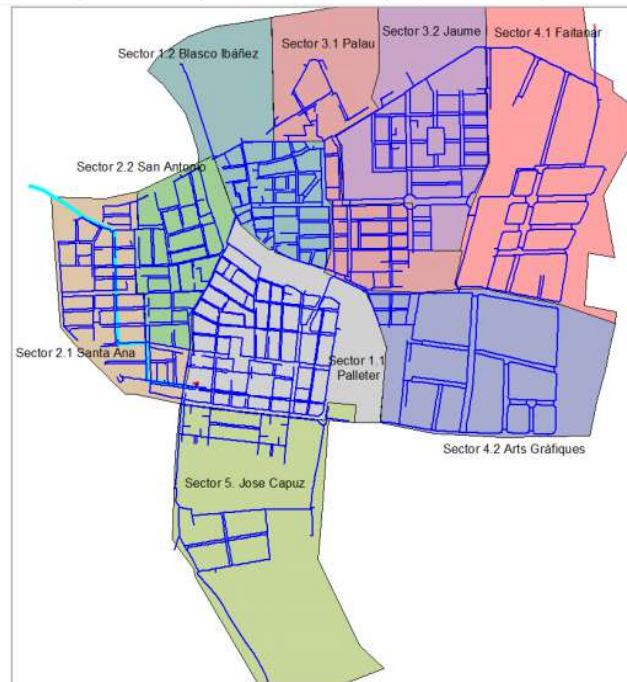 Sector 3.2 Jaume
Sector 4.1 Faitanar
Sector 3.1 Palau
Sector 1.2 Blasco Ibáñez
Sector 2.2 San Antonio
Sector 2.1 Santa Ana
Sector 1.1
Palleter
Sector 4.2 Arts Gràfiques
Sector 5. Jose Capuz